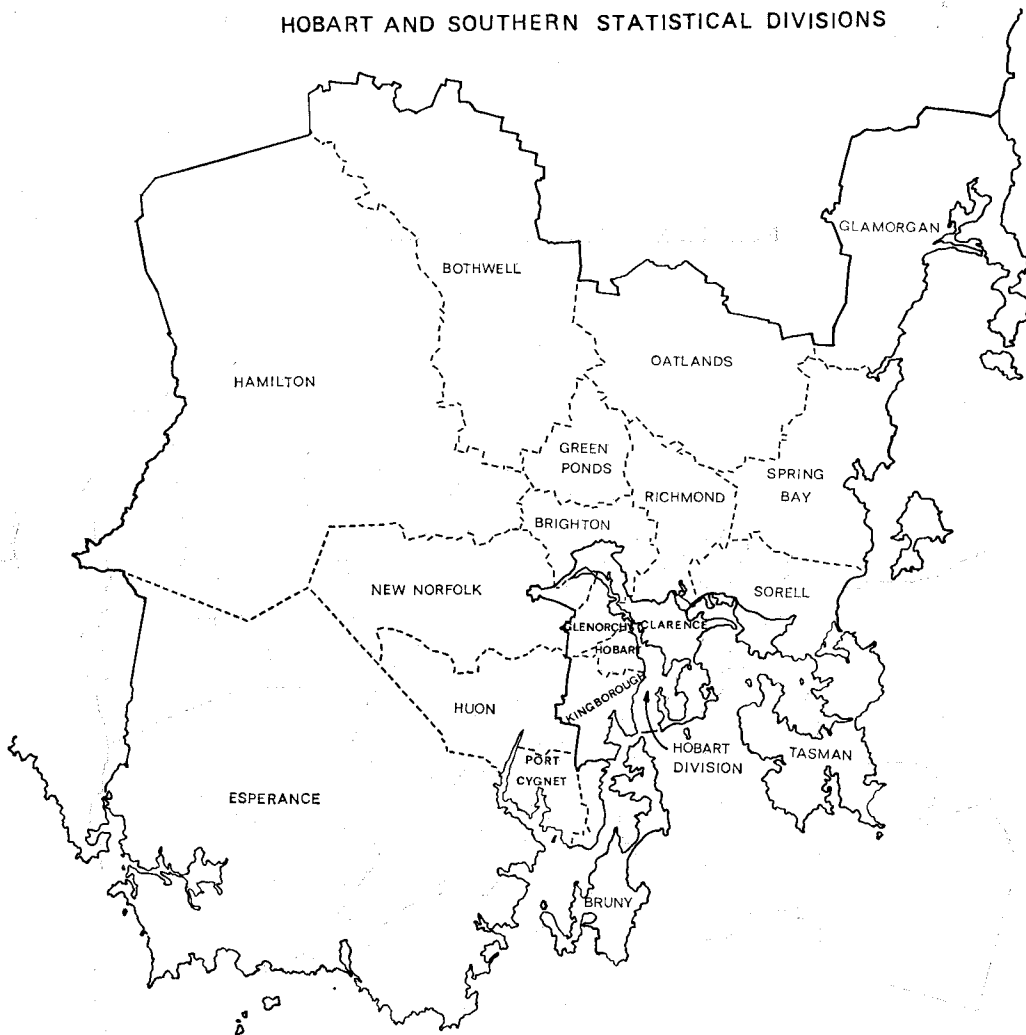 HOBART AND SOUTHERN STATISTICAL DIVISIONS
GLAMORGAN
BOTHWELL
OATLANDS
HAMILTON
GREEN
PONDS
SPRING
BAY
RICHMOND
BRIGHTON
NEW NORFOLK
SORELL
GLENORCHY
CLARENCE
HOBART
KINGBOROUGH
HUON
HOBART
DIVISION
TASMAN
PORT
CYGNET
ESPERANCE
BRUNY